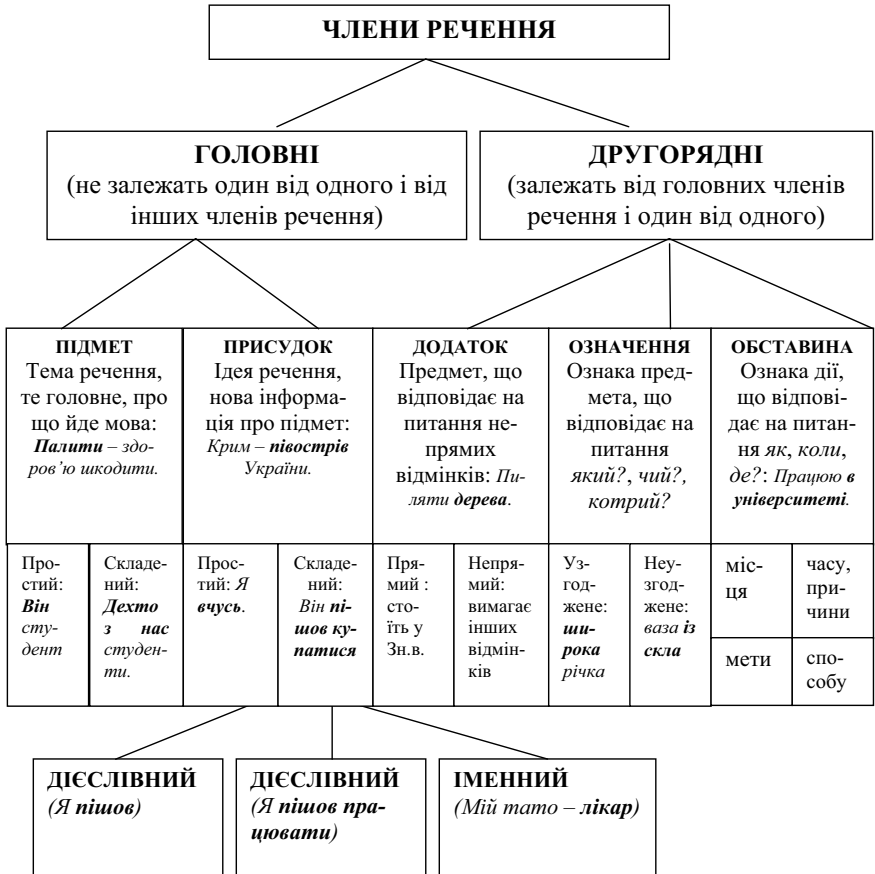 ЧЛЕНИ РЕЧЕННЯ
ГОЛОВНІ
(не залежать один від одного і від
інших членів речення)
ДРУГОРЯДНІ
(залежать від головних членів
речення і один від одного)
ПІДМЕТ
Тема речення,
те головне, про
що йде мова:
Палити – здо-
ров’ю шкодити.
ПРИСУДОК
Ідея речення,
нова інформа-
ція про підмет:
Крим – півострів
України.
ДОДАТОК
Предмет, що
відповідає на
питання не-
прямих
відмінків: Пи-
ляти дерева.
ОЗНАЧЕННЯ
Ознака пред-
мета, що
відповідає на
питання
який?, чий?,
котрий?
ОБСТАВИНА
Ознака дії,
що відпові-
дає на питан-
ня як, коли,
де?: Працюю в
університеті.
Про-
стий:
Він
сту-
дент
Складе-
ний:
Дехто
з нас
студен-
ти.
Прос-
тий: Я
вчусь.
Складе-
ний:
Він пі-
шов ку-
патися
Пря-
мий :
сто-
їть у
Зн.в.
Непря-
мий:
вимагає
інших
відмін-
ків
Уз-
год-
жене:
ши-
рока
річка
Неу-
згод-
жене:
ваза із
скла
міс-
ця
часу,
при-
чини
мети
спо-
собу
ДІЄСЛІВНИЙ
(Я пішов)
ДІЄСЛІВНИЙ
(Я пішов пра-
цювати)
ІМЕННИЙ
(Мій тато – лікар)